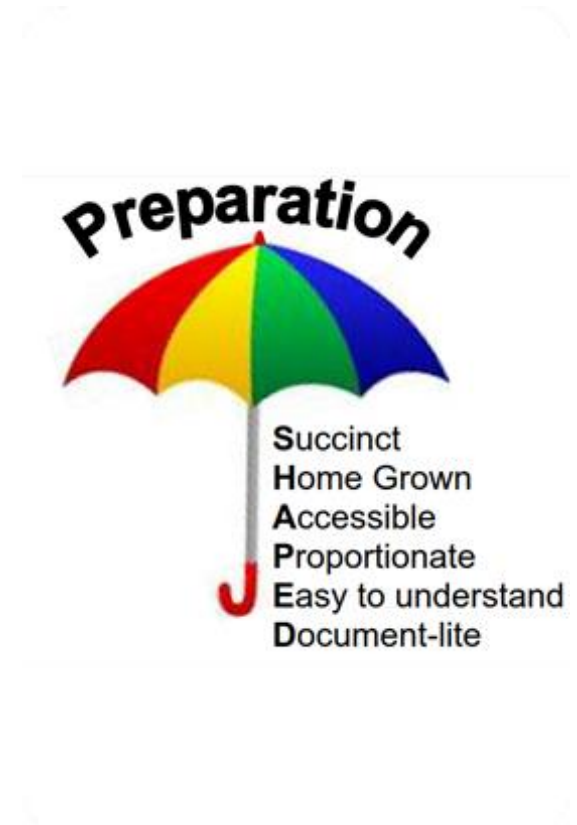 Preparation
Succinct
Home Grown
Accessible
Proportionate
Easy to understand
Document-lite